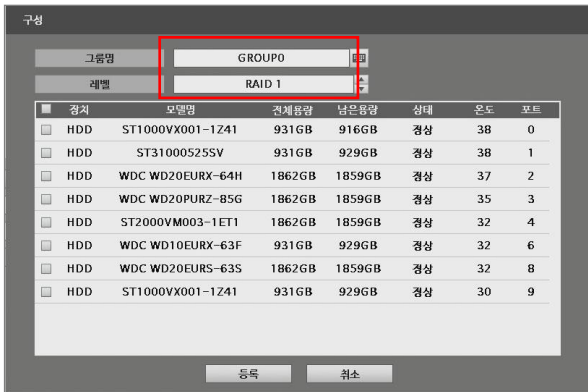 구성
그룹명 GROUP0
레벨 RAID 1
장치 모델명 전체용량 남은용량 상태 온도 포트
HDD ST1000VX001-1Z41 931GB 916GB 정상 38 0
HDD ST31000525SV 931GB 929GB 정상 38 1
HDD WDC WD20EURX-64H 1862GB 1859GB 정상 37 2
HDD WDC WD20PURZ-85G 1862GB 1859GB 정상 35 3
HDD ST2000VM003-1ET1 1862GB 1859GB 정상 32 4
HDD WDC WD10EURX-63F 931GB 929GB 정상 32 6
HDD WDC WD20EURS-63S 1862GB 1859GB 정상 32 8
HDD ST1000VX001-1Z41 931GB 929GB 정상 30 9
등록 취소